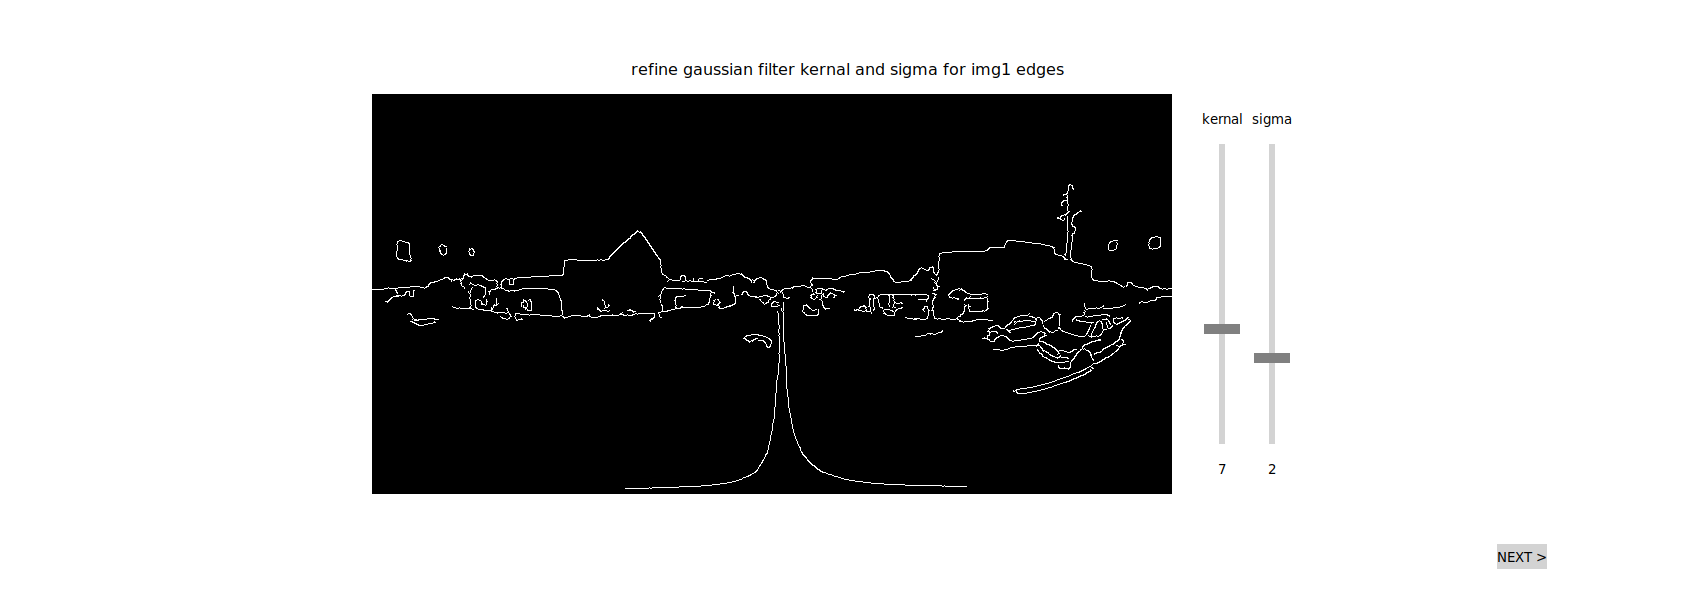 refine gaussian filter kernal and sigma for img1 edges
kernal sigma
7 2
NEXT >